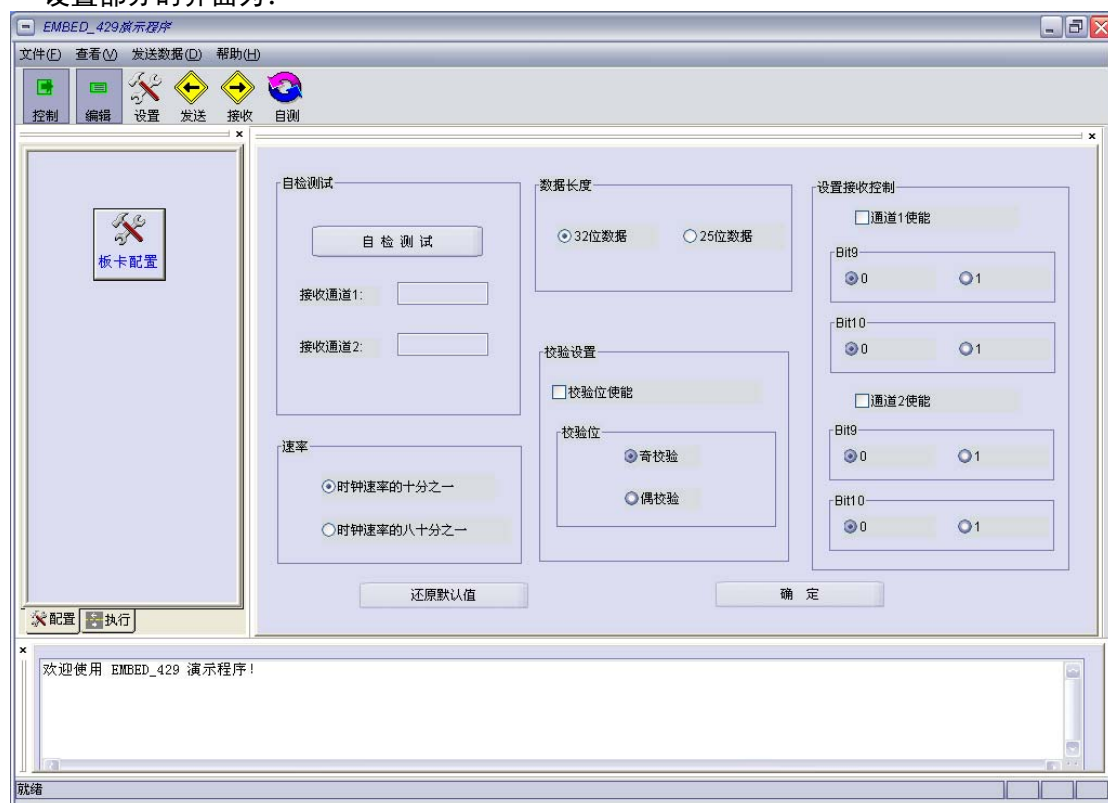 设置部分的界面为：
EMBED_429演示程序
文件(F) 查看(V) 发送数据(D) 帮助(H)
控制 编辑 设置 发送 接收 自测
板卡配置
配置 执行
自检测试
自 检 测 试
接收通道1:
接收通道2:
速率
时钟速率的十分之一
时钟速率的八十分之一
数据长度
32位数据 25位数据
校验设置
校验位使能
校验位
奇校验
偶校验
设置接收控制
通道1使能
Bit9
0 1
Bit10
0 1
通道2使能
Bit9
0 1
Bit10
0 1
还原默认值
确 定
欢迎使用 EMBED_429 演示程序!
就绪